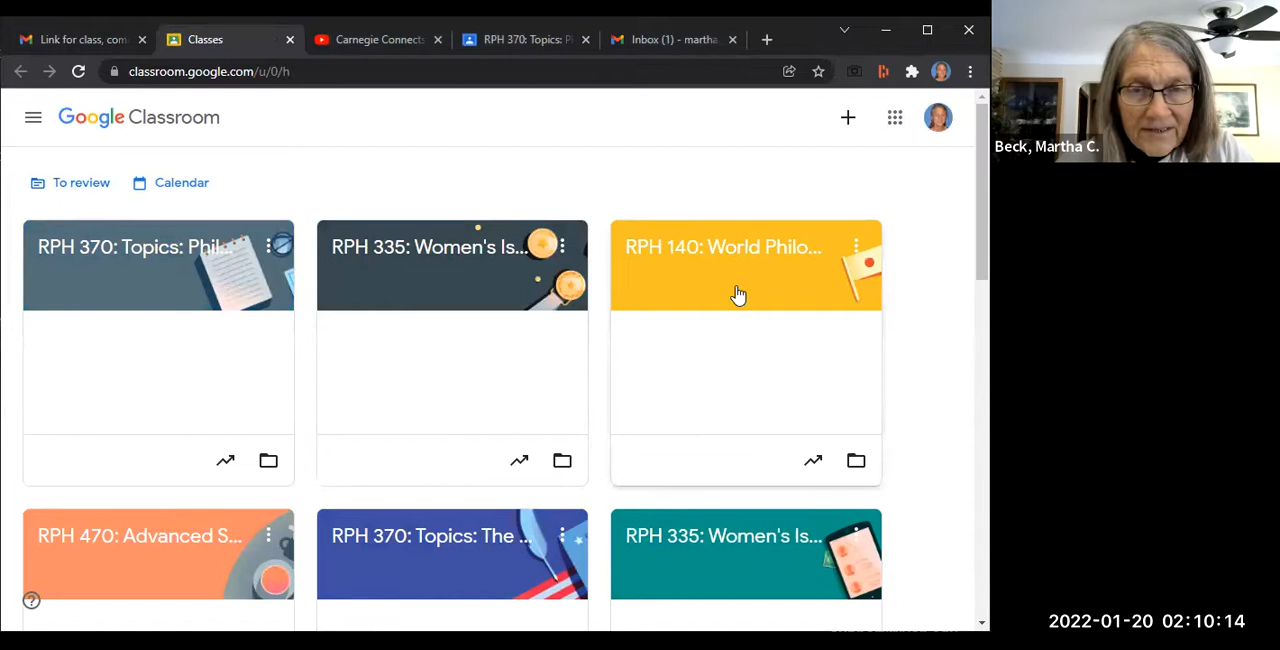 Link for class, com
Classes
Carnegie Connects
RPH 370: Topics: P
Inbox (1) - martha
classroom.google.com/u/0/h
Google Classroom
Beck, Martha C.
To review
Calendar
RPH 370: Topics: Phil...
RPH 335: Women's Is...
RPH 140: World Philo...
RPH 470: Advanced S...
RPH 370: Topics: The ...
RPH 335: Women's Is...
2022-01-20 02:10:14